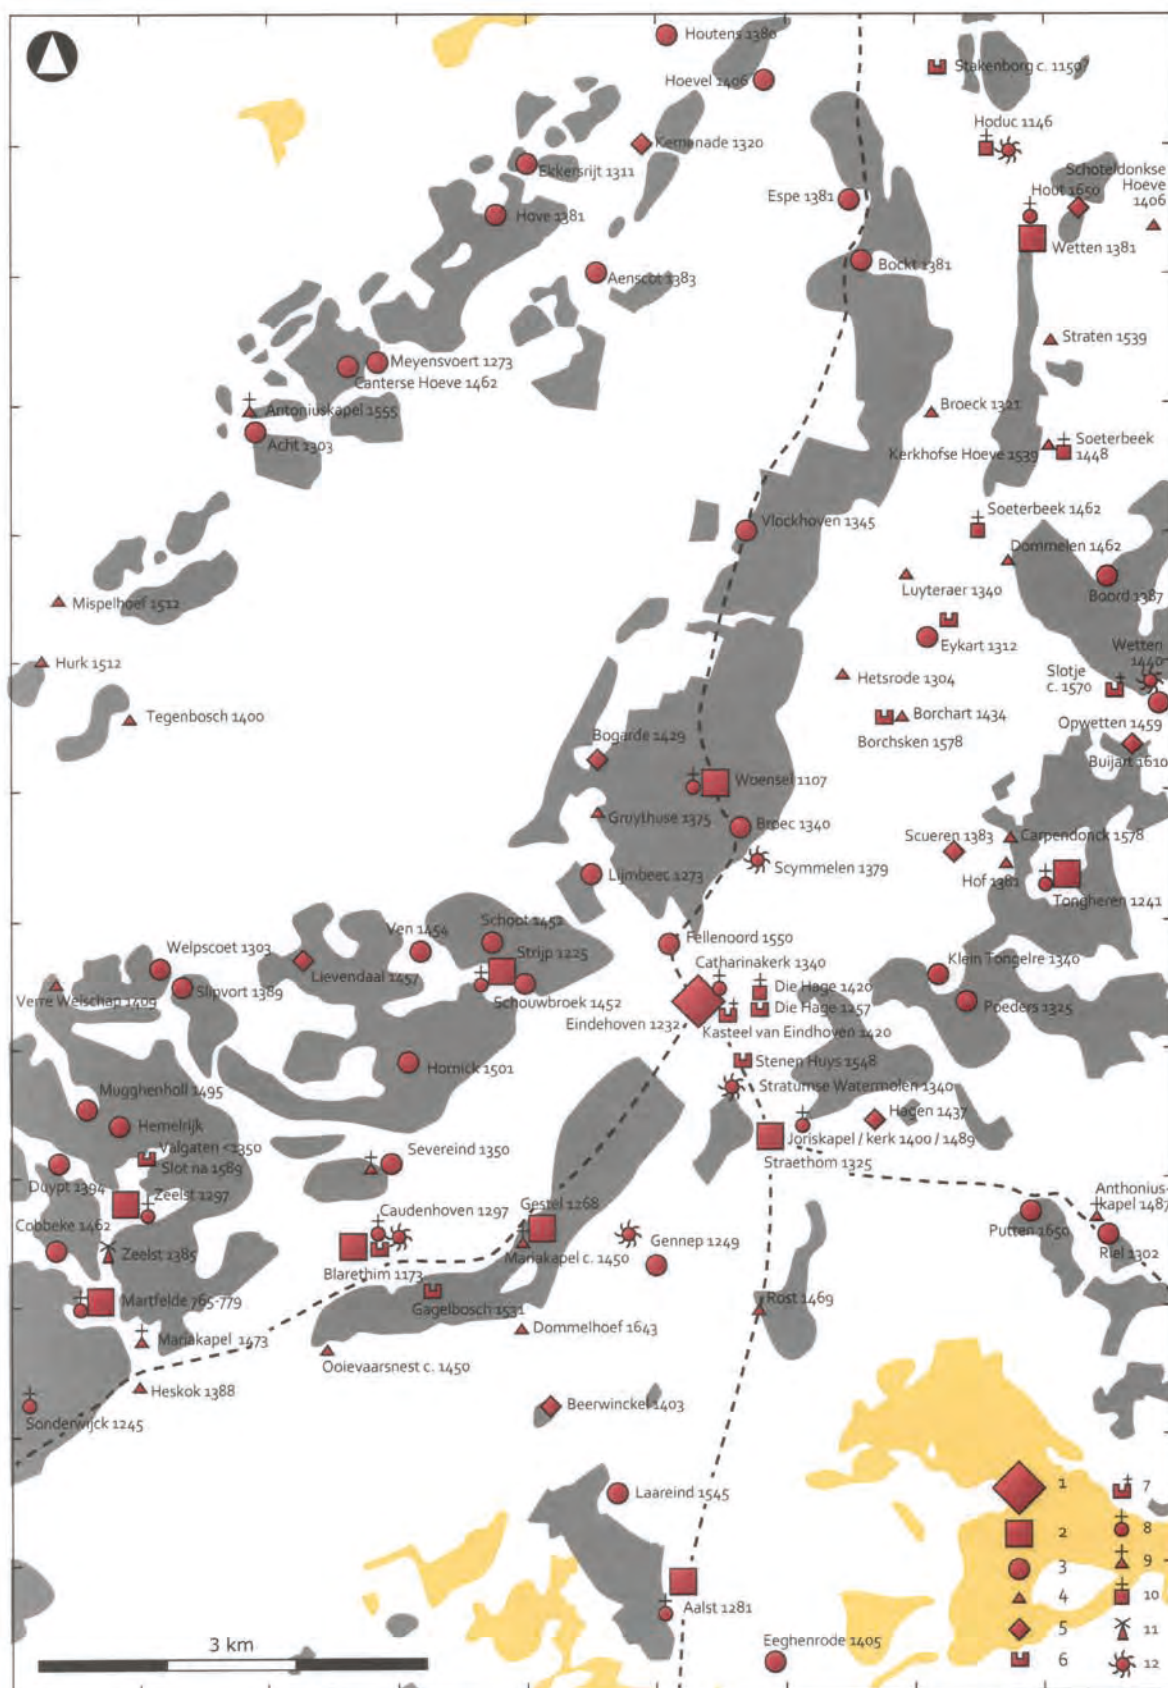 Houtens 1380
Hoevel 1406
Stakenborg c. 1150?
Hoduc 1146
Kemenade 1320
Ekkersrijt 1311
Schoteldonkse
Hoeve
1406
Hout 1650
Espe 1381
Hove 1381
Wetten 1381
Bockt 1381
Aenscot 1383
Straten 1539
Meyensvoert 1273
Canterse Hoeve 1462
Antoniuskapel 1555
Broeck 1321
Acht 1303
Kerkhofse Hoeve 1539
Soeterbeek
1448
Soeterbeek 1462
Vlockhoven 1345
Dommelen 1462
Luyteraer 1340
Boord 1387
Mispelhoef 1512
Eykart 1312
Wetten
1440
Hurk 1512
Hetsrode 1304
Slotje
c. 1570
Tegenbosch 1400
Borchart 1434
Opwetten 1459
Bogarde 1429
Borchsken 1578
Buijart 1610
Woensel 1107
Gruythuse 1375
Broec 1340
Scueren 1383
Carpendonck 1578
Scymmelen 1379
Lijmbeec 1273
Hof 1381
Tongheren 1241
Schoot 1452
Ven 1454
Fellenoord 1550
Welpscoet 1303
Strijp 1225
Klein Tongelre 1340
Catharinakerk 1340
Lievendaal 1457
Die Hage 1420
Slipvort 1389
Verre Welschap 1409
Schouwbroek 1452
Die Hage 1257
Poeders 1325
Eindehoven 1232
Kasteel van Eindhoven 1420
Hornick 1501
Stenen Huys 1548
Stratumse Watermolen 1340
Mugghenholl 1495
Hagen 1437
Hemelrijk
Valgaten <1350
Severeind 1350
Joriskapel / kerk 1400 / 1489
Slot na 1589
Straethom 1325
Duypt 1394
Zeelst 1297
Anthonius-
kapel 1487
Caudenhoven 1297
Gestel 1268
Cobbeke 1462
Putten 1650
Gennep 1249
Riel 1302
Zeelst 1385
Blarethim 1173
Mariakapel c. 1450
Martfelde 765-779
Gagelbosch 1531
Rost 1469
Dommelhoef 1643
Mariakapel 1473
Ooievaarsnest c. 1450
Heskok 1388
Beerwinckel 1403
Sonderwijck 1245
Laareind 1545
1
7
2
8
3
9
4
10
Aalst 1281
5
11
Eeghenrode 1405
6
12
3 km